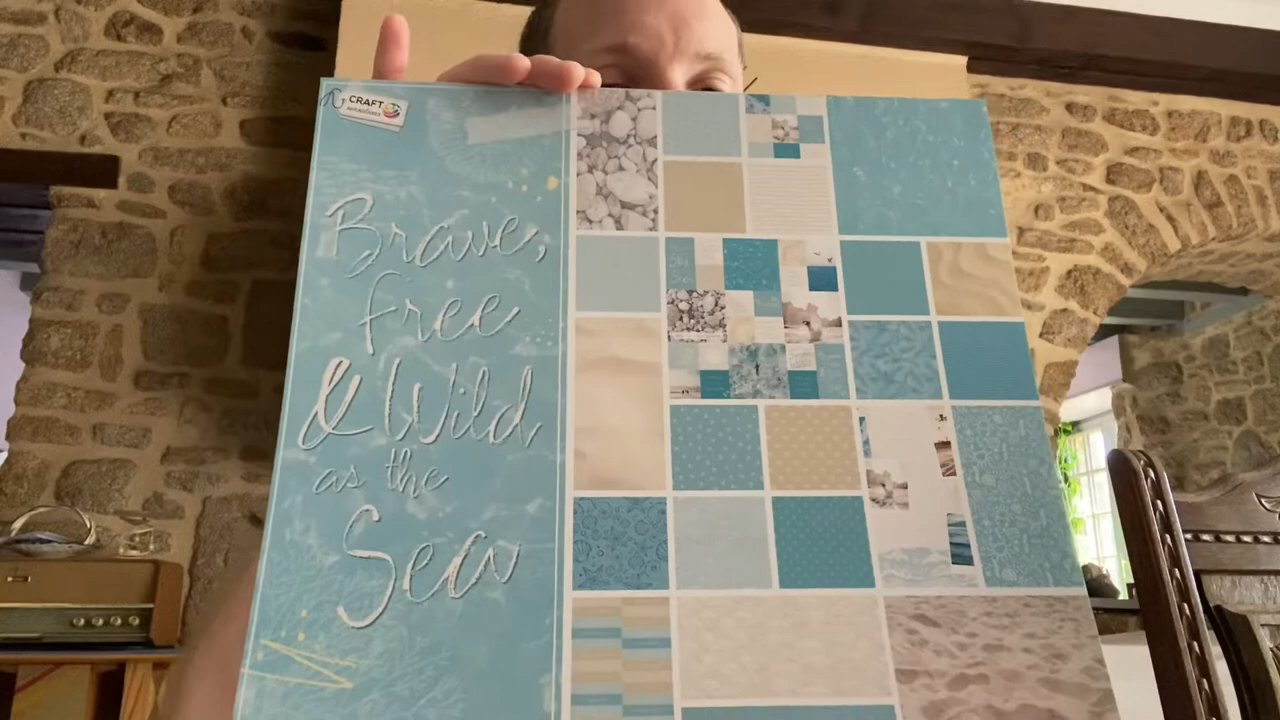 CRAFT
Brave,
free
& Wild
as the
Sea